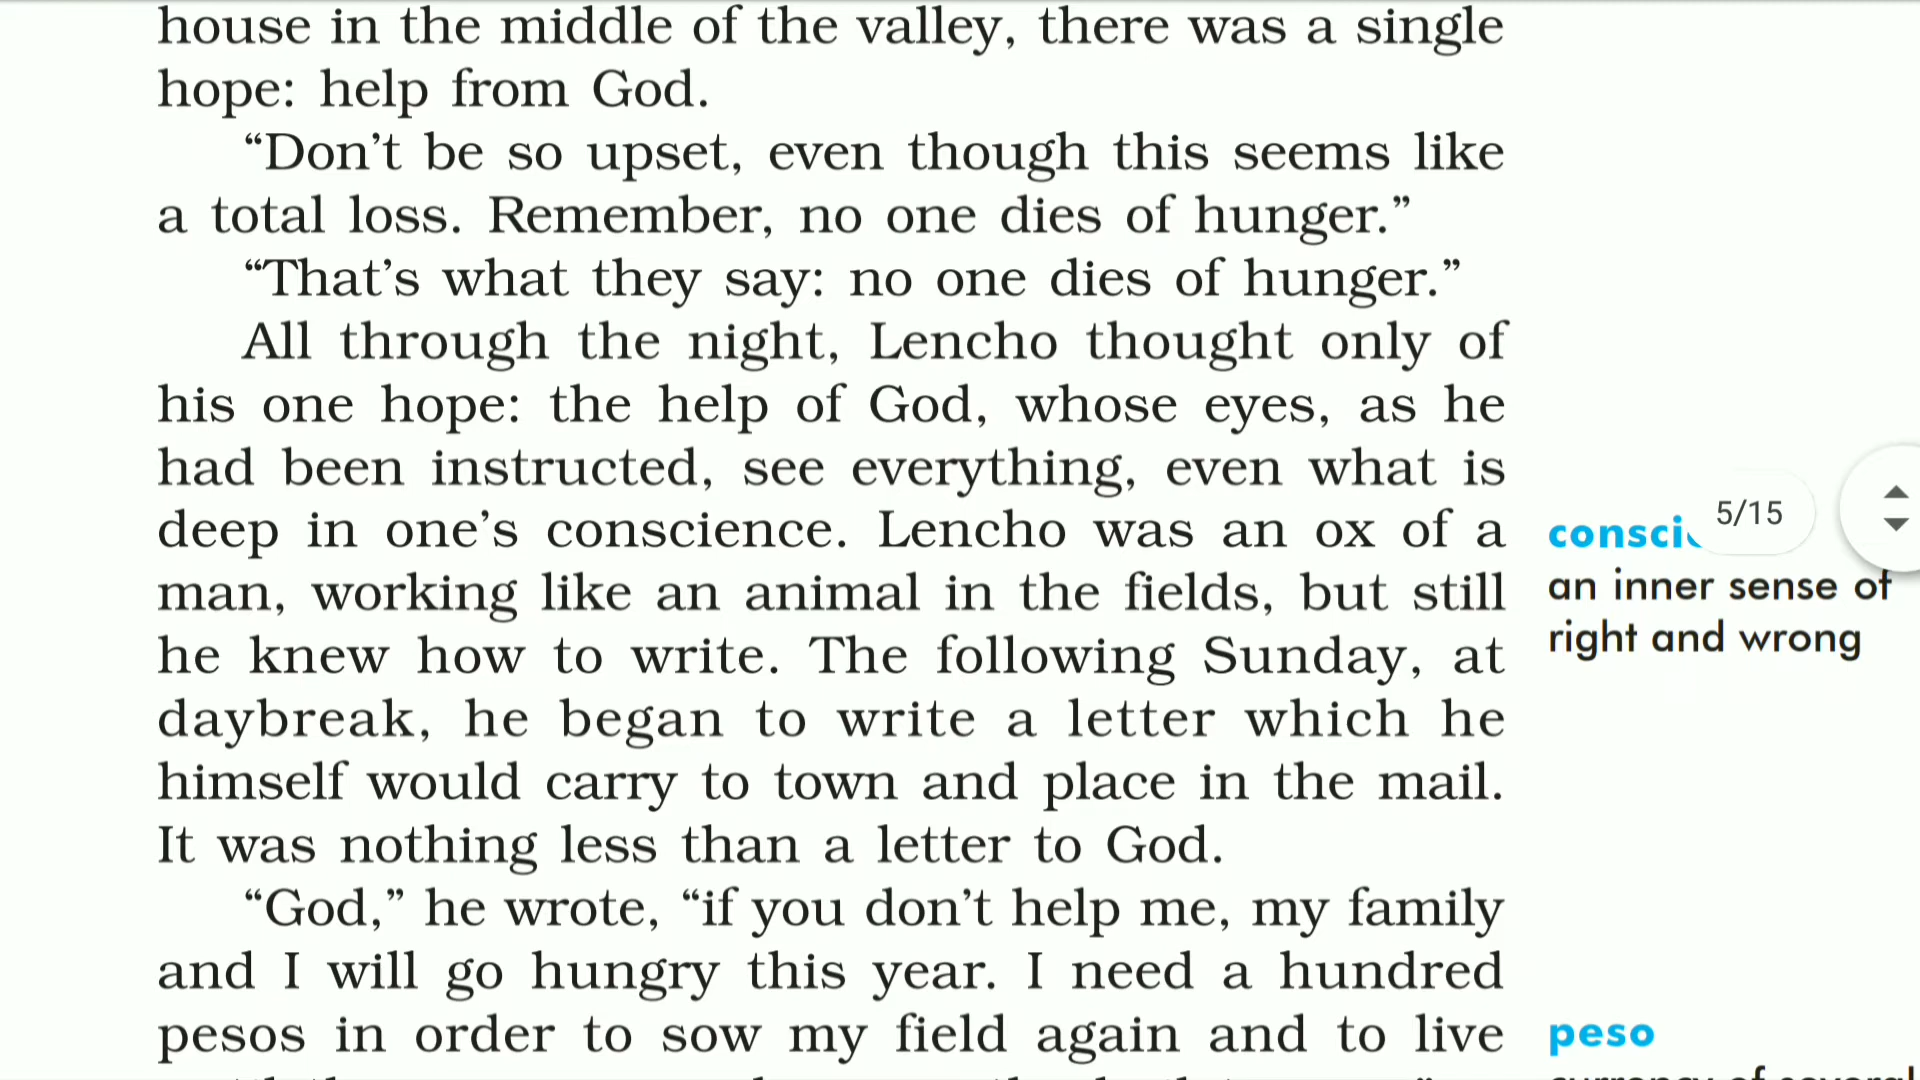 house in the middle of the valley, there was a single
hope: help from God.
“Don’t be so upset, even though this seems like
a total loss. Remember, no one dies of hunger.”
“That’s what they say: no one dies of hunger.”
All through the night, Lencho thought only of
his one hope: the help of God, whose eyes, as he
had been instructed, see everything, even what is
deep in one’s conscience. Lencho was an ox of a
man, working like an animal in the fields, but still
he knew how to write. The following Sunday, at
daybreak, he began to write a letter which he
himself would carry to town and place in the mail.
It was nothing less than a letter to God.
“God,” he wrote, “if you don’t help me, my family
and I will go hungry this year. I need a hundred
pesos in order to sow my field again and to live
5/15
an inner sense of
right and wrong
peso